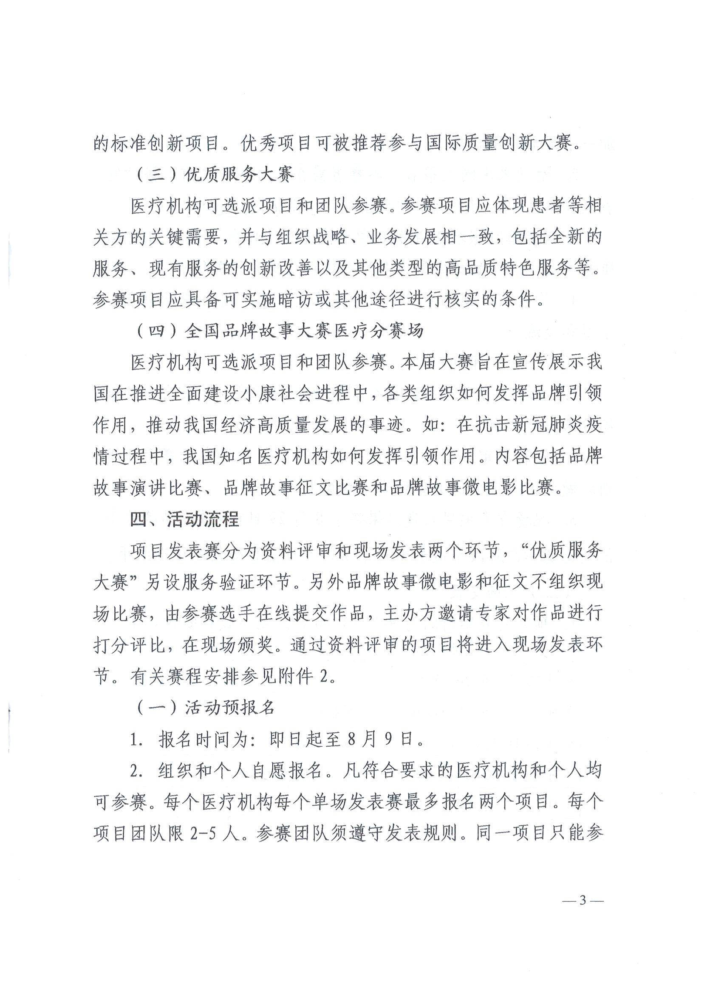 的标准创新项目。优秀项目可被推荐参与国际质量创新大赛。
（三）优质服务大赛
医疗机构可选派项目和团队参赛。参赛项目应体现患者等相
关方的关键需要，并与组织战略、业务发展相一致，包括全新的
服务、现有服务的创新改善以及其他类型的高品质特色服务等。
参赛项目应具备可实施暗访或其他途径进行核实的条件。
（四）全国品牌故事大赛医疗分赛场
医疗机构可选派项目和团队参赛。本届大赛旨在宣传展示我
国在推进全面建设小康社会进程中，各类组织如何发挥品牌引领
作用，推动我国经济高质量发展的事迹。如：在抗击新冠肺炎疫
情过程中，我国知名医疗机构如何发挥引领作用。内容包括品牌
故事演讲比赛、品牌故事征文比赛和品牌故事微电影比赛。
四、活动流程
项目发表赛分为资料评审和现场发表两个环节，“优质服务
大赛”另设服务验证环节。另外品牌故事微电影和征文不组织现
场比赛，由参赛选手在线提交作品，主办方邀请专家对作品进行
打分评比，在现场颁奖。通过资料评审的项目将进入现场发表环
节。有关赛程安排参见附件 2。
（一）活动预报名
1. 报名时间为：即日起至 8 月 9 日。
2. 组织和个人自愿报名。凡符合要求的医疗机构和个人均
可参赛。每个医疗机构每个单场发表赛最多报名两个项目。每个
项目团队限 2-5 人。参赛团队须遵守发表规则。同一项目只能参
— 3 —